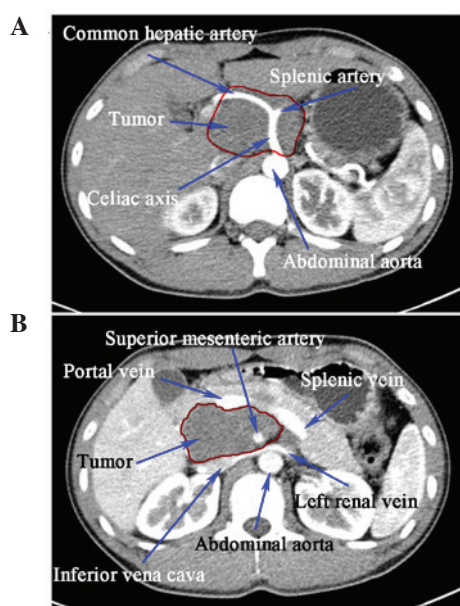 A
Common hepatic artery
Splenic artery
Tumor
Celiac axis
Abdominal aorta
B
Superior mesenteric artery
Portal vein
Splenic vein
Tumor
Left renal vein
Abdominal aorta
Inferior vena cava